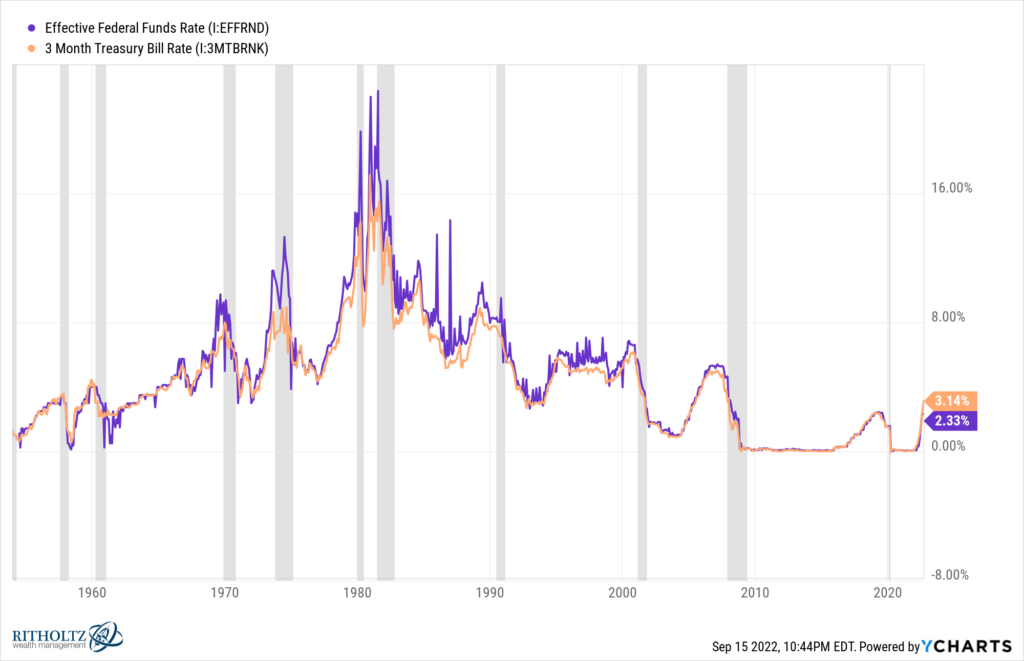 Effective Federal Funds Rate (I:EFFRND)
3 Month Treasury Bill Rate (I:3MTBRNK)
16.00%
8.00%
3.14%
2.33%
0.00%
-8.00%
1960 1970 1980 1990 2000 2010 2020
RITHOLTZ
wealth management
Sep 15 2022, 10:44PM EDT. Powered by YCHARTS